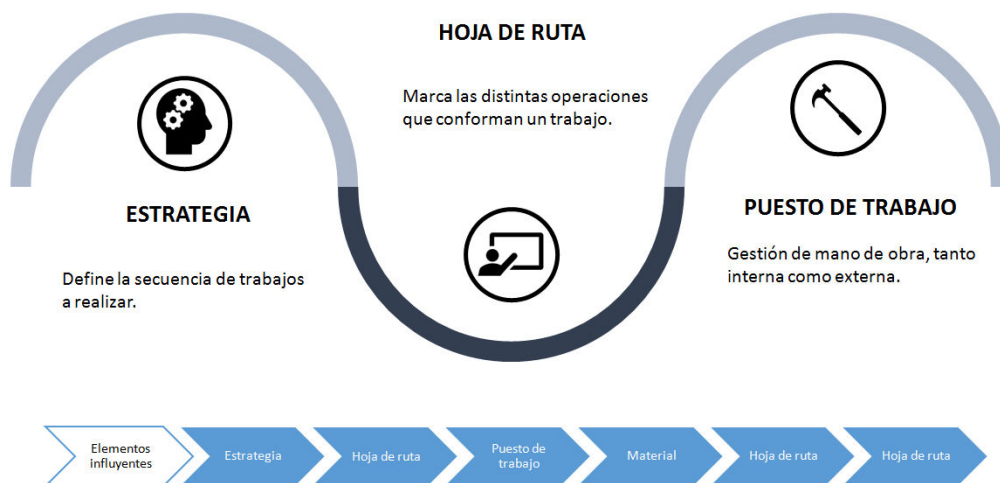 HOJA DE RUTA
Marca las distintas operaciones
que conforman un trabajo.
ESTRATEGIA
Define la secuencia de trabajos
a realizar.
PUESTO DE TRABAJO
Gestión de mano de obra, tanto
interna como externa.
Elementos
influyentes
Estrategia
Hoja de ruta
Puesto de
trabajo
Material
Hoja de ruta
Hoja de ruta